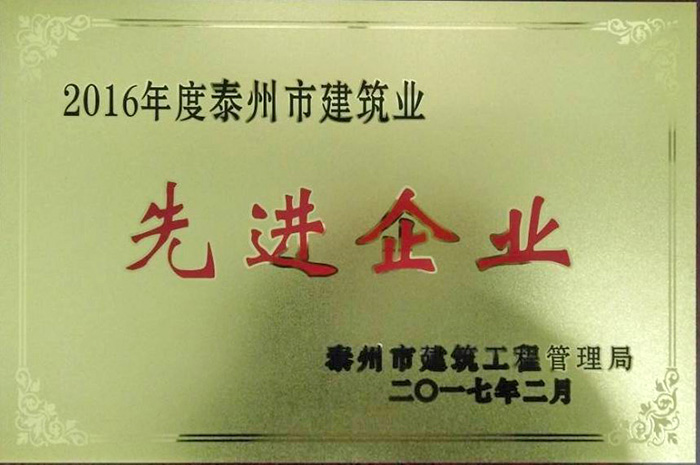 2016年度泰州市建筑业
先进企业
泰州市建筑工程管理局
二〇一七年二月